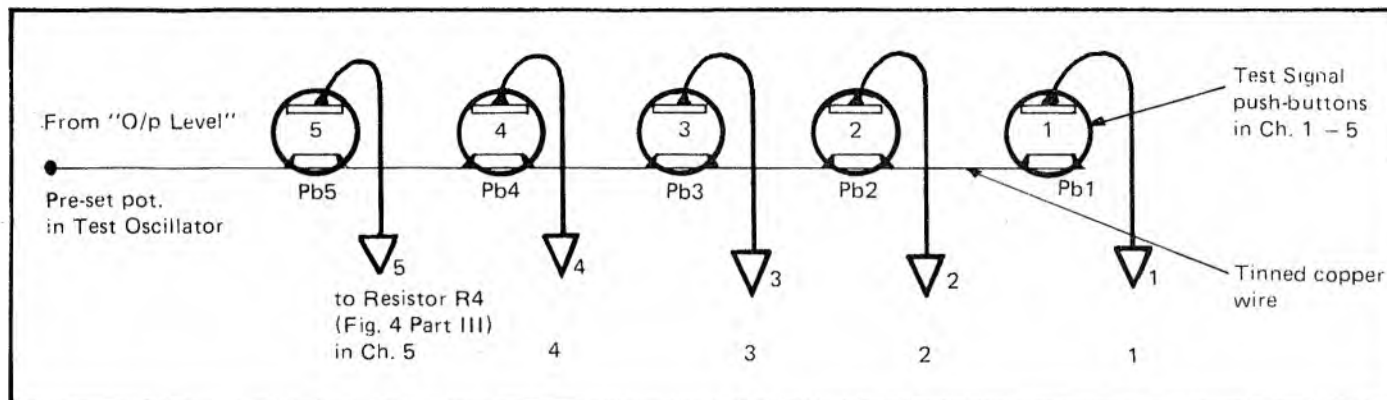 From "O/p Level"
Pre-set pot.
in Test Oscillator
5
4
3
2
1
Pb5
Pb4
Pb3
Pb2
Pb1
Test Signal
push-buttons
in Ch. 1 – 5
5
4
3
2
1
Tinned copper
wire
to Resistor R4
(Fig. 4 Part III)
in Ch. 5
4
3
2
1